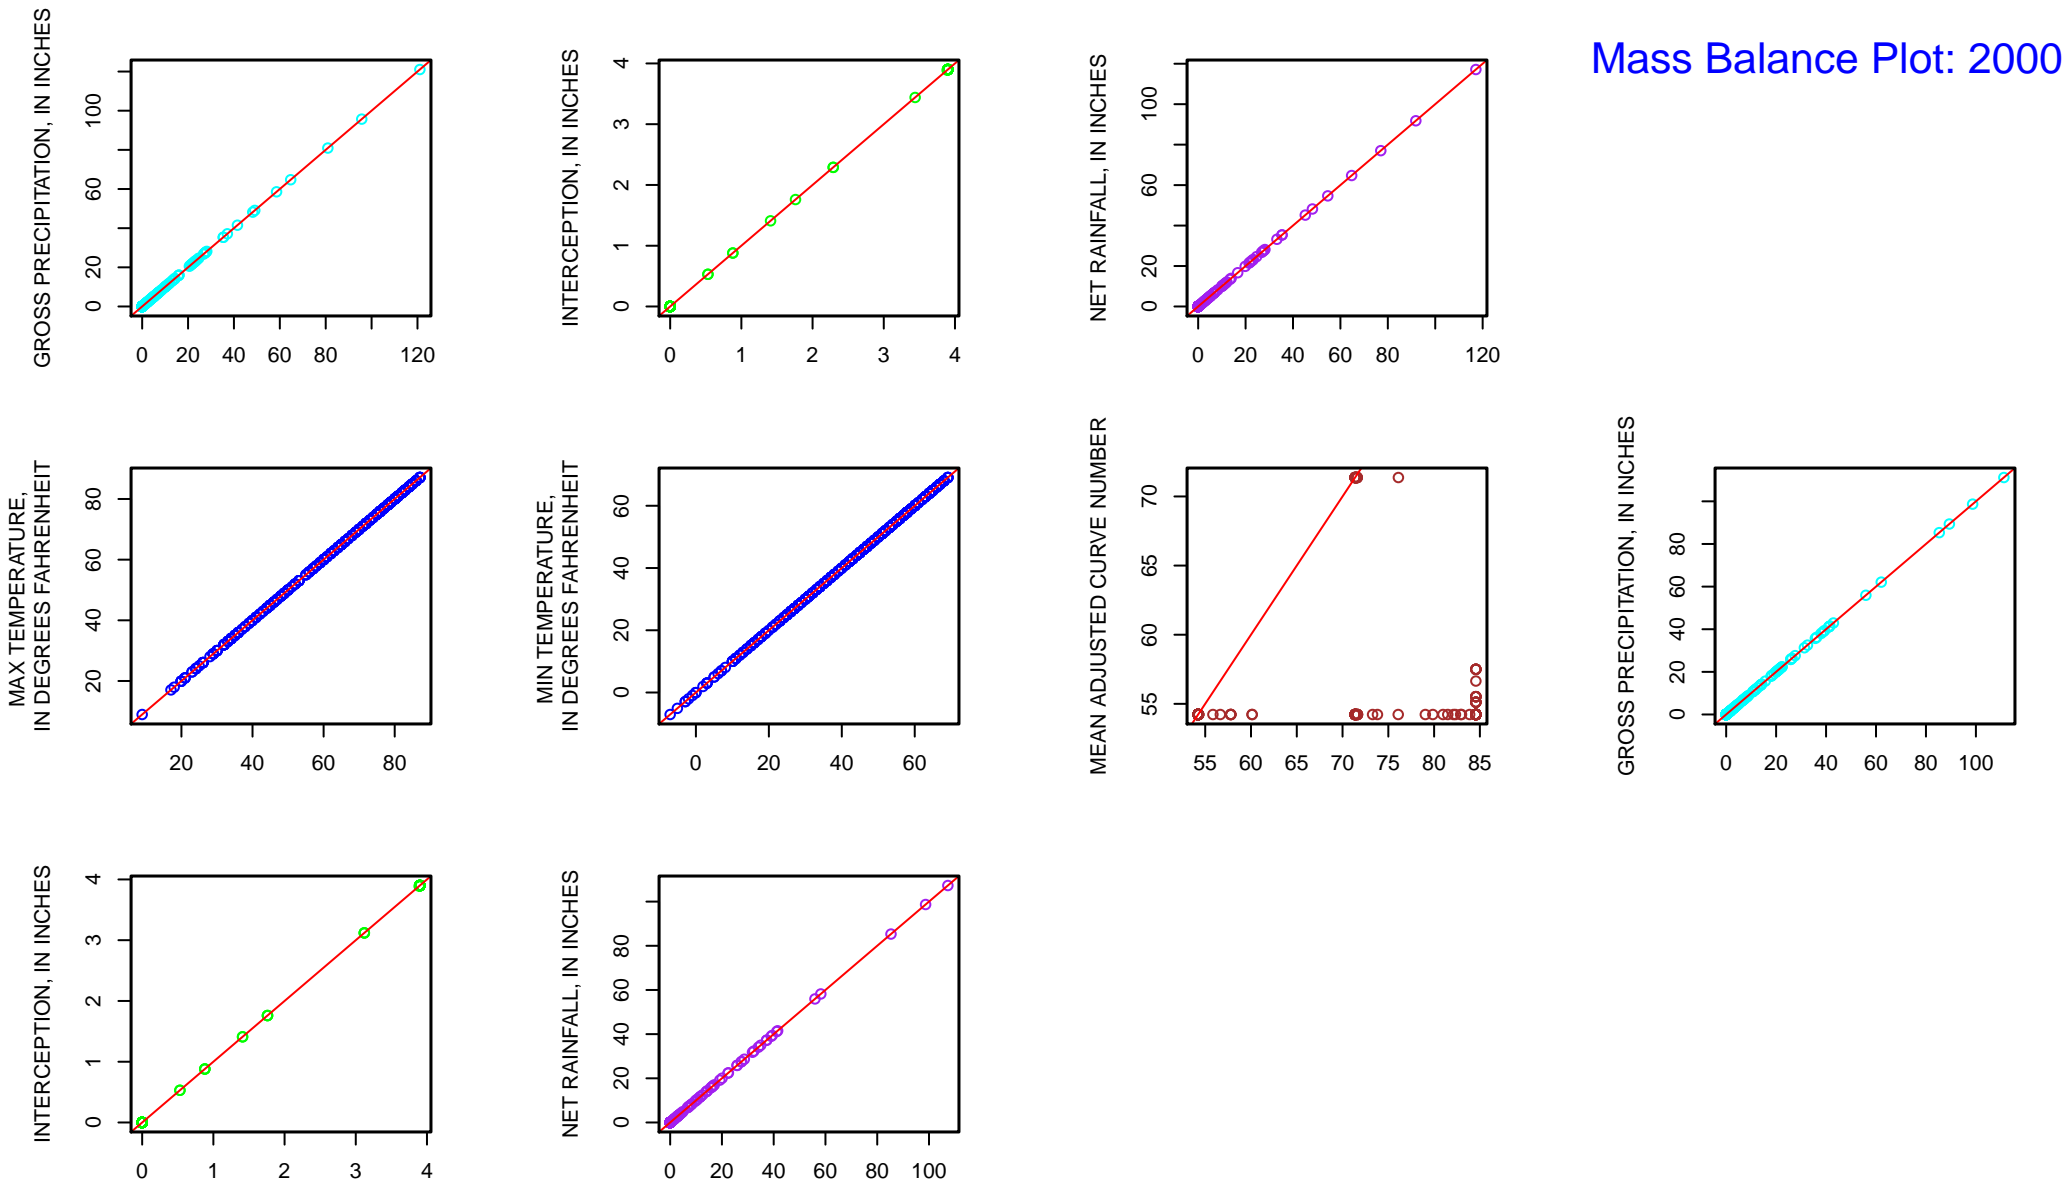 Mass Balance Plot: 2000
GROSS PRECIPITATION, IN INCHES
0 20 60 100
0 20 40 60 80 120
INTERCEPTION, IN INCHES
0 1 2 3 4
0 1 2 3 4
NET RAINFALL, IN INCHES
0 20 60 100
0 20 40 60 80 120
MAX TEMPERATURE,
IN DEGREES FAHRENHEIT
20 40 60 80
20 40 60 80
MIN TEMPERATURE,
IN DEGREES FAHRENHEIT
0 20 40 60
0 20 40 60
MEAN ADJUSTED CURVE NUMBER
55 60 65 70
55 60 65 70 75 80 85
GROSS PRECIPITATION, IN INCHES
0 20 40 60 80
0 20 40 60 80 100
INTERCEPTION, IN INCHES
0 1 2 3 4
0 1 2 3 4
NET RAINFALL, IN INCHES
0 20 40 60 80
0 20 40 60 80 100